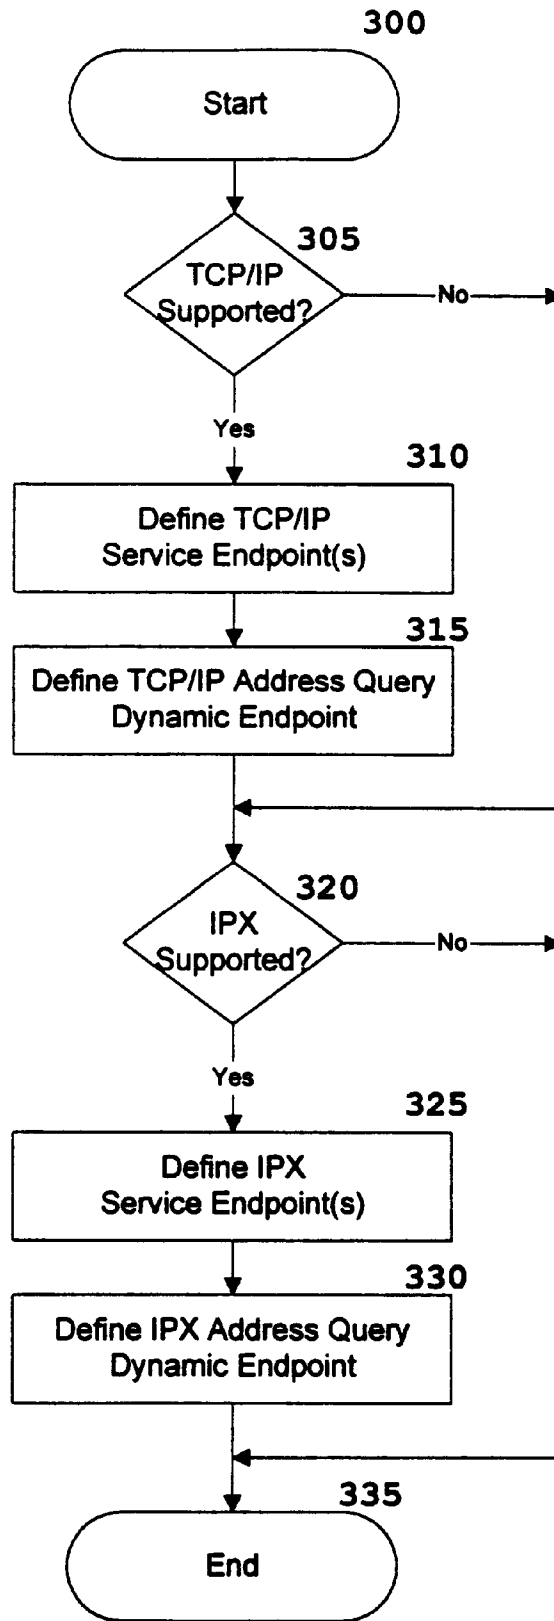 300
Start
305
TCP/IP
Supported?
No
Yes
310
Define TCP/IP
Service Endpoint(s)
315
Define TCP/IP Address Query
Dynamic Endpoint
320
IPX
Supported?
No
Yes
325
Define IPX
Service Endpoint(s)
330
Define IPX Address Query
Dynamic Endpoint
335
End